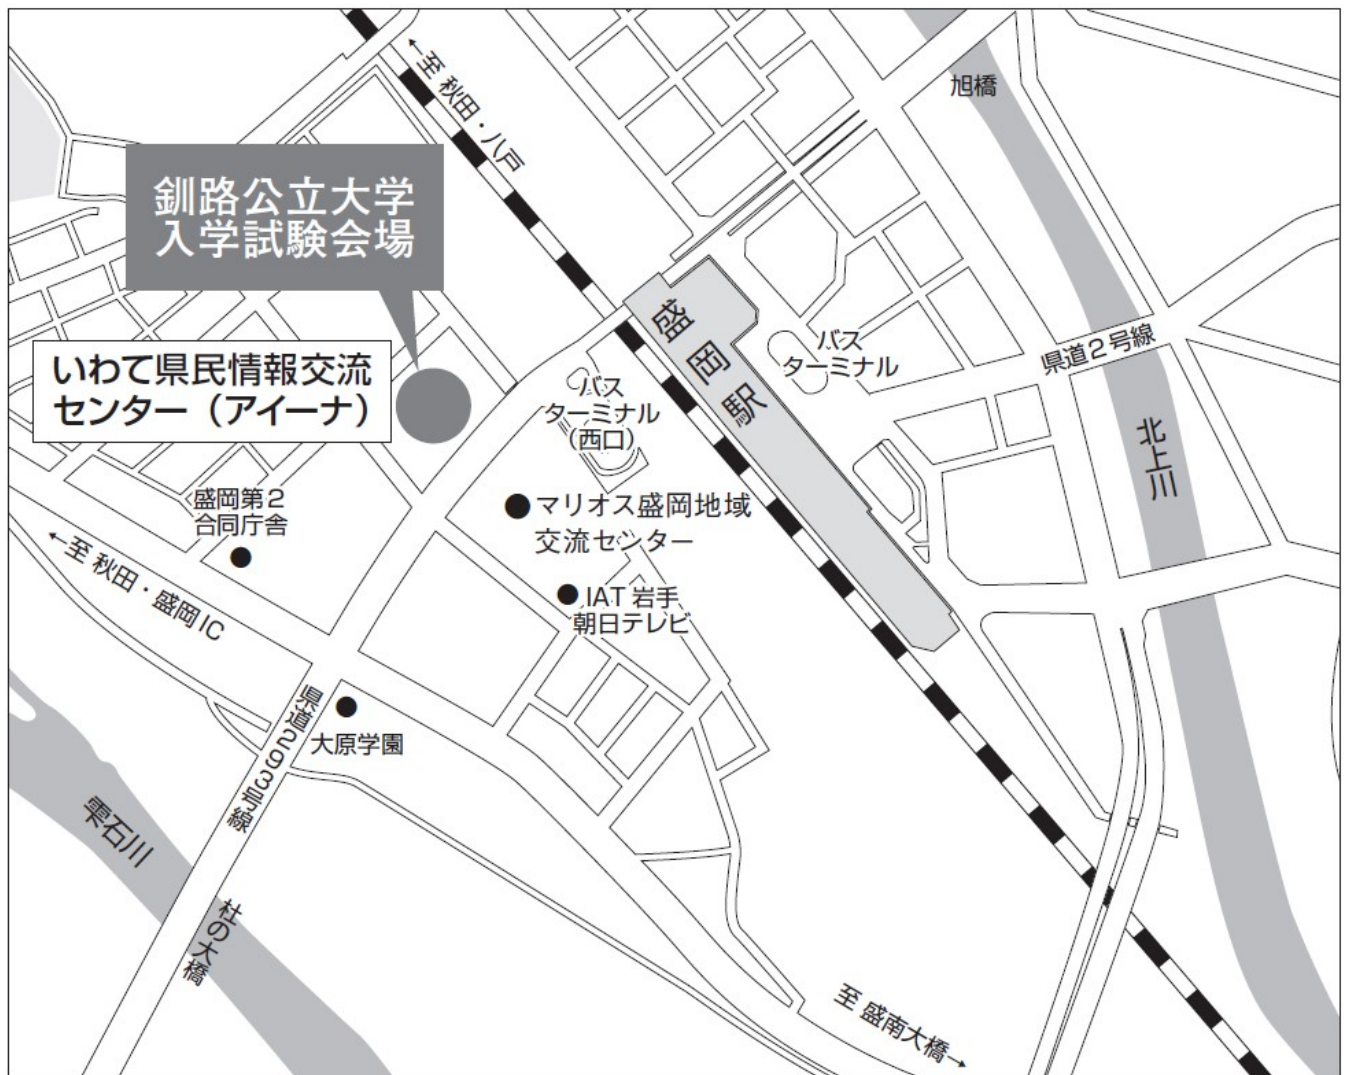 ←至 秋田・八戸
旭橋
釧路公立大学
入学試験会場
盛岡駅
バス
ターミナル
県道2号線
いわて県民情報交流
センター（アイーナ）
バス
ターミナル
（西口）
北上川
盛岡第2
合同庁舎
マリオス盛岡地域
交流センター
←至 秋田・盛岡IC
IAT 岩手
朝日テレビ
県道293号線
大原学園
雫石川
杜の大橋
至 盛南大橋→